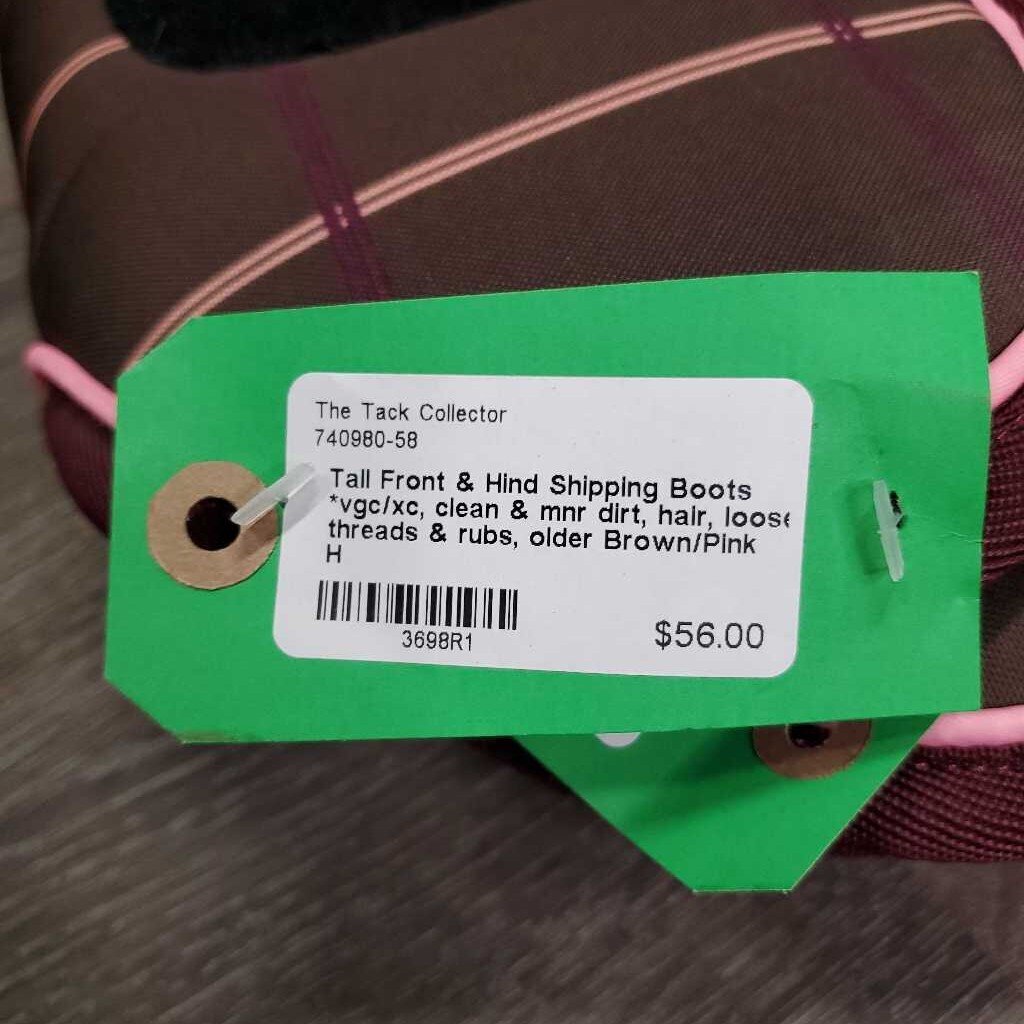 The Tack Collector
740980-58
Tall Front & Hind Shipping Boots
*vgc/xc, clean & mnr dirt, hair, loose
threads & rubs, older Brown/Pink
H
3698R1
$56.00